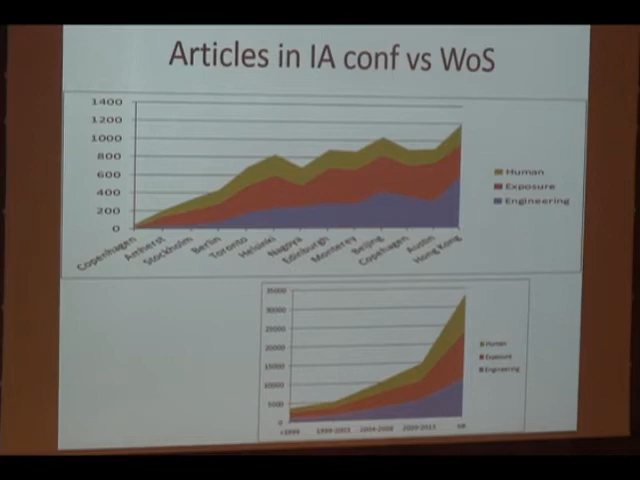 Articles in IA conf vs WoS
1400
1200
1000
800
600
400
200
0
Copenhagen
Amherst
Stockholm
Berlin
Toronto
Helsinki
Nagoya
Edinburgh
Monterey
Beijing
Copehagen
Austin
Hong Kong
Human
Exposure
Engineering
35000
30000
25000
20000
15000
10000
5000
0
<1999
1999-2003
2004-2008
2009-2013
Human
Exposure
Engineering